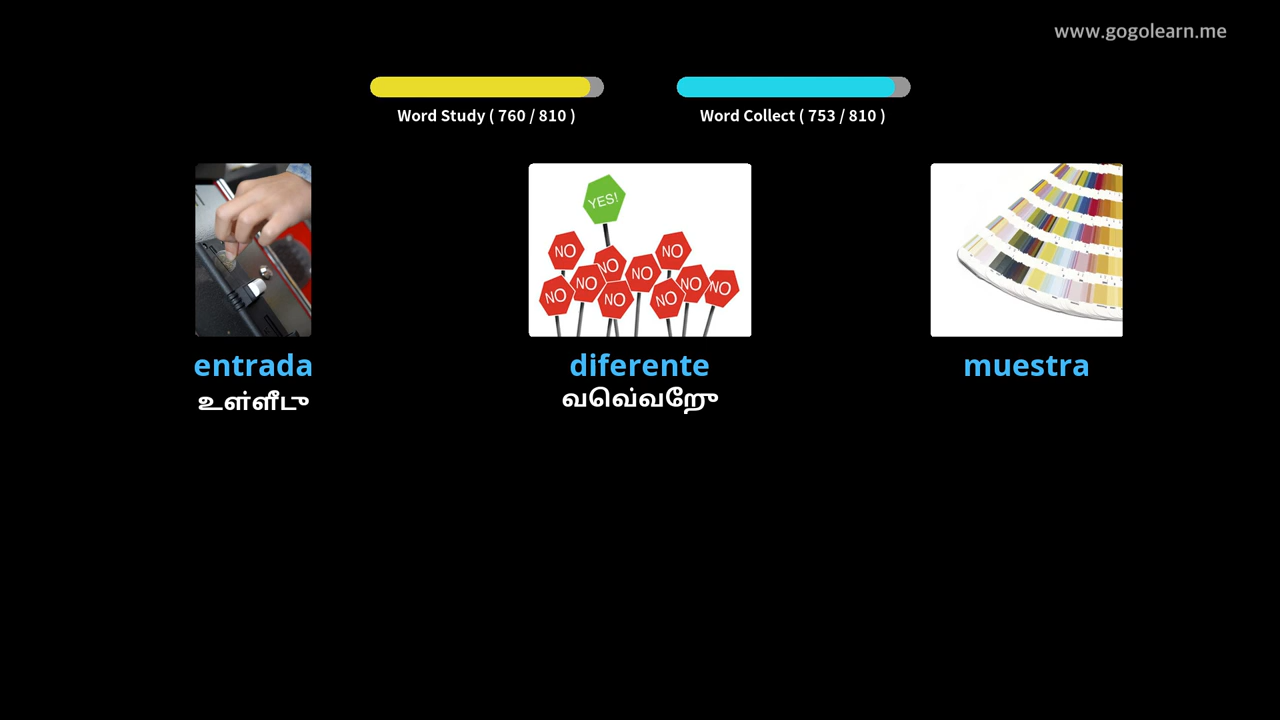 www.gogolearn.me
Word Study ( 760 / 810 )
Word Collect ( 753 / 810 )
YES!
NO
NO
NO
NO
NO
NO
NO
NO
NO
NO
entrada
diferente
muestra
உள்ளீடு
வெவ்வேறு